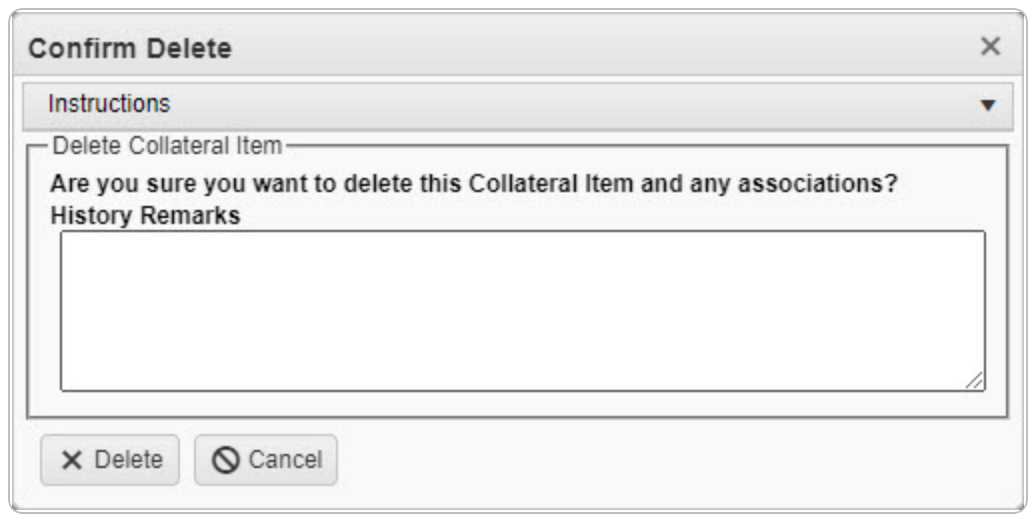 Confirm Delete
Instructions
Delete Collateral Item
Are you sure you want to delete this Collateral Item and any associations?
History Remarks
Delete
Cancel